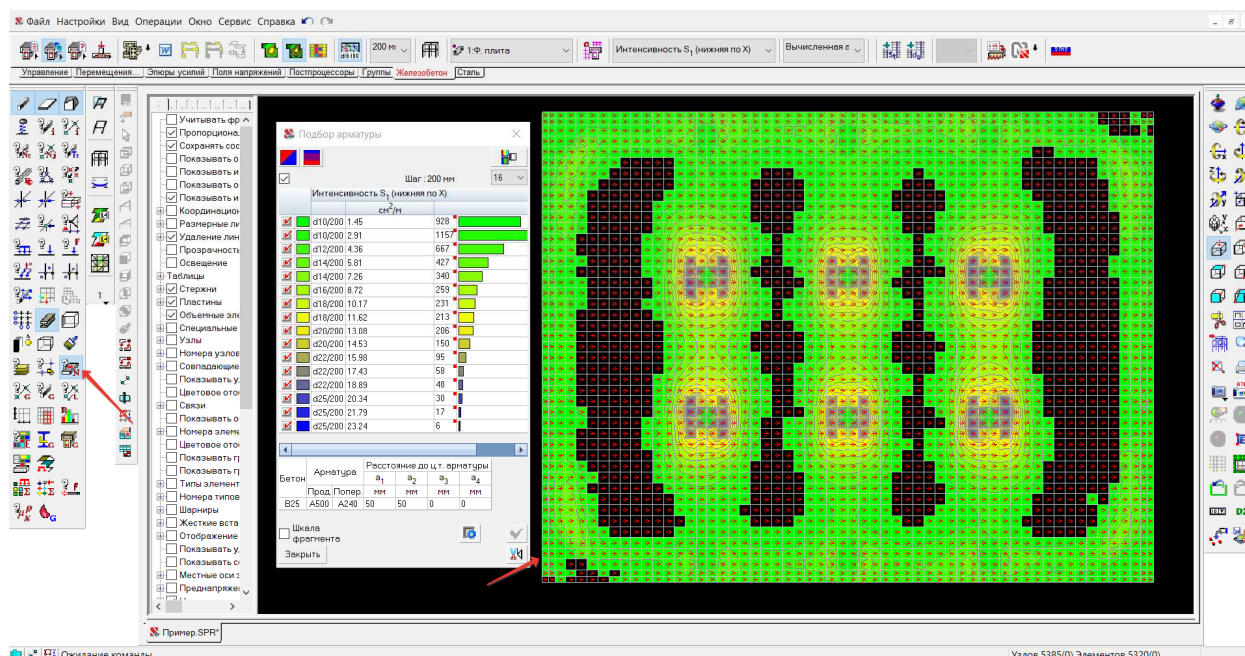 Файл Настройки Вид Операции Окно Сервис Справка
200 мі
1:Ф. плита
Интенсивность S1 (нижняя по X)
Вычисленная є
Управление Перемещения... Эпюры усилий Поля напряжений Постпроцессоры Группы Железобетон Сталь
Учитывать фр
Пропорциона.
Сохранять сос
Показывать о
Показывать и
Показывать о
Показывать и
Координацион
Размерные ли
Удаление лин
Прозрачность
Освещение
Таблицы
Стержни
Пластины
Объемные эле
Специальные
Узлы
Номера узлов
Совпадающие
Показывать у.
Цветовое ото
Связи
Показывать о
Номера элеме
Цветовое ото
Показывать гр
Показывать гр
Типы элемент
Номера типов
Шарниры
Жесткие вста
Отображение
Показывать у.
Показывать се
Местные оси з
Преднапряжен
Подбор арматуры
Шаг : 200 мм
16
Интенсивность S1 (нижняя по X)
см2/м
d10/200 1.45 928
d10/200 2.91 1157
d12/200 4.36 667
d14/200 5.81 427
d14/200 7.26 340
d16/200 8.72 259
d18/200 10.17 231
d18/200 11.62 213
d20/200 13.08 206
d20/200 14.53 150
d22/200 15.98 95
d22/200 17.43 58
d22/200 18.89 48
d25/200 20.34 30
d25/200 21.79 17
d25/200 23.24 6
Бетон Арматура Расстояние до ц.т. арматуры
a1 a2 a3 a4
Прод. Попер. мм мм мм мм
B25 A500 A240 50 50 0 0
Шкала фрагмента
Закрыть
Пример.SPR*
Ожидание команды
Узлов 5385(0) Элементов 5320(0)